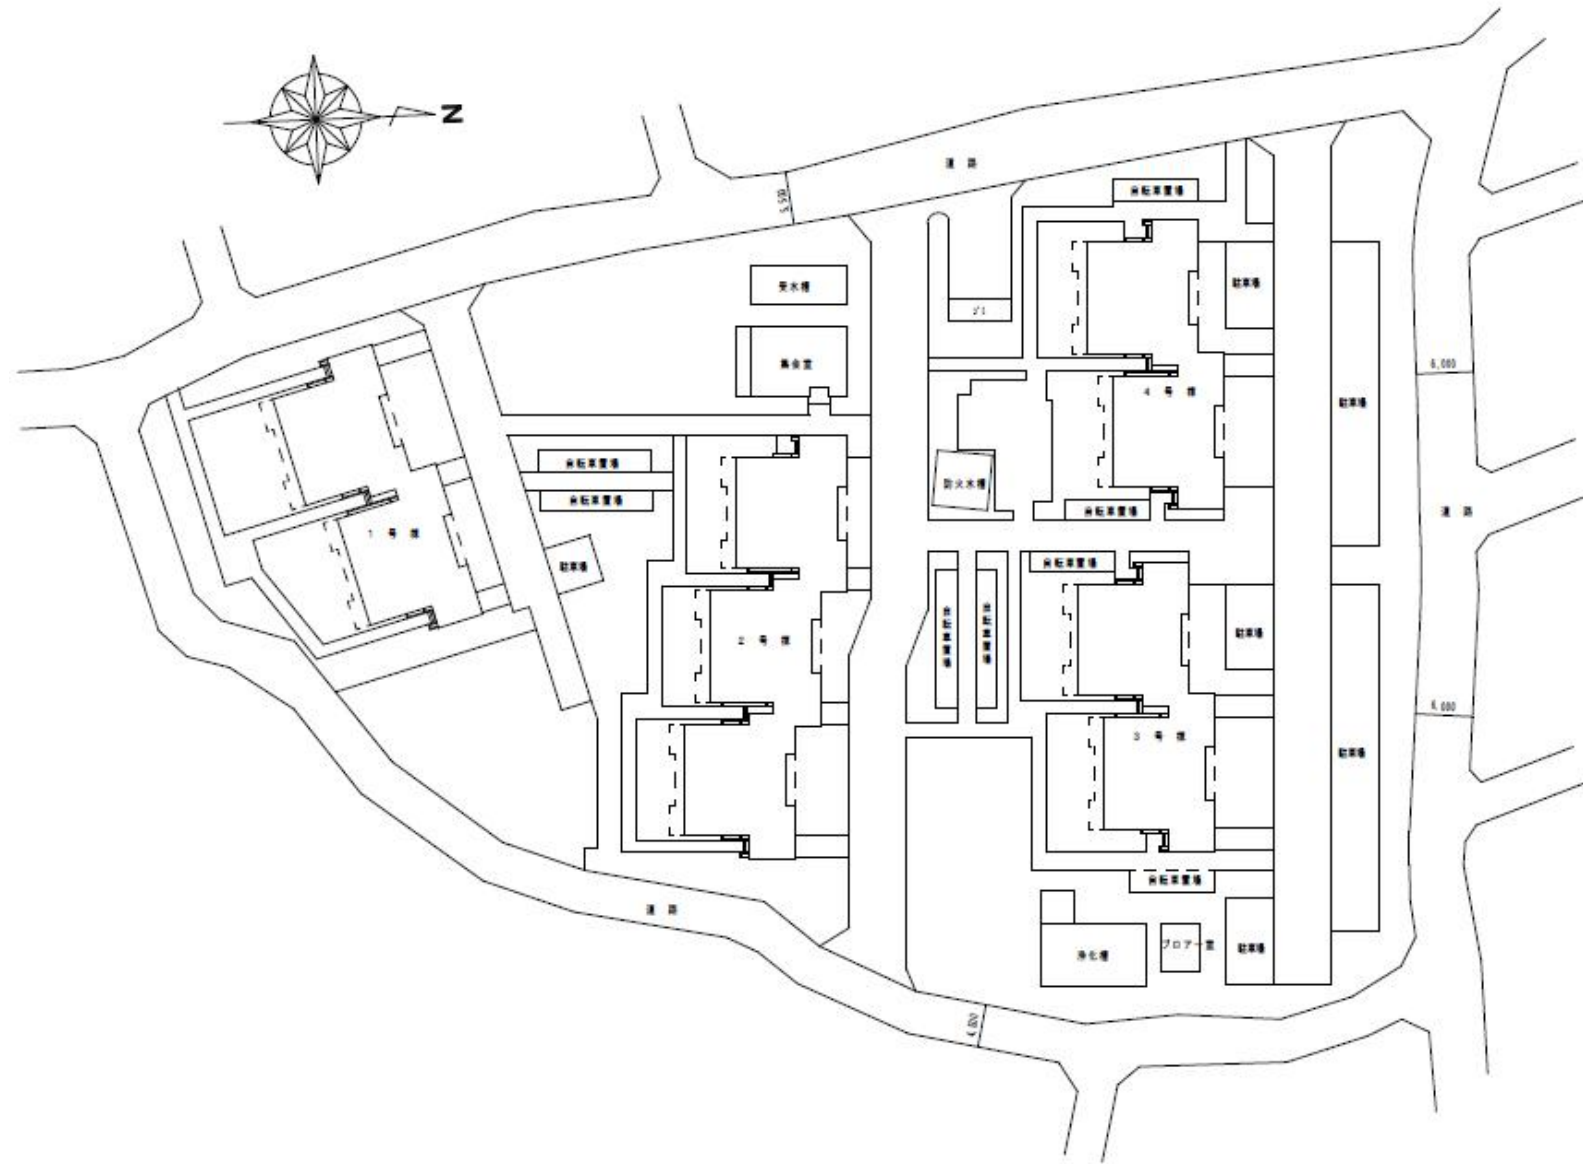 N
道路
5,500
自転車置場
受水槽
駐車場
集会室
6,000
4号棟
駐車場
自転車置場
自転車置場
防火水槽
自転車置場
道路
1号棟
自転車置場
駐車場
自転車置場
自転車置場
駐車場
2号棟
6,000
3号棟
駐車場
自転車置場
道路
ブロアー室
駐車場
浄化槽
4,800